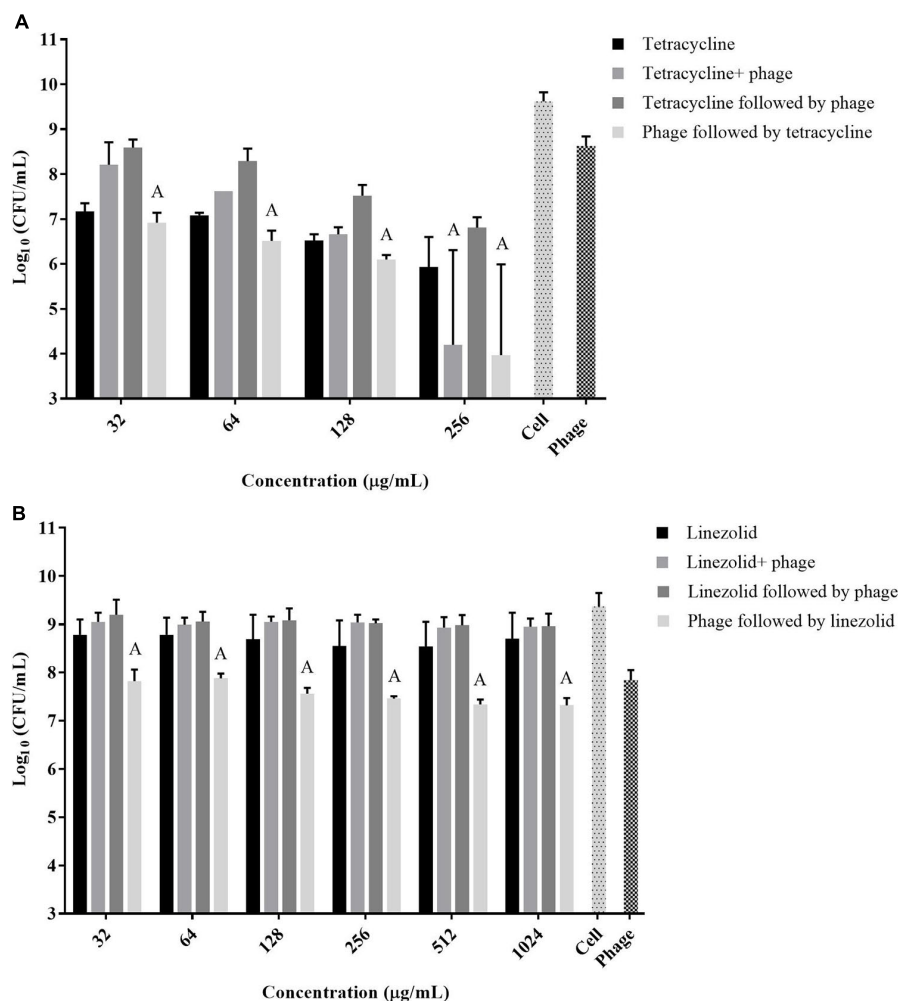 A
Log10 (CFU/mL)
11
10
9
8
7
6
5
4
3
A
A
A
A
A
32
64
128
256
Cell
Phage
Concentration (μg/mL)
Tetracycline
Tetracycline+ phage
Tetracycline followed by phage
Phage followed by tetracycline
B
Log10 (CFU/mL)
11
10
9
8
7
6
5
4
3
A
A
A
A
A
A
32
64
128
256
512
1024
Cell
Phage
Concentration (μg/mL)
Linezolid
Linezolid+ phage
Linezolid followed by phage
Phage followed by linezolid